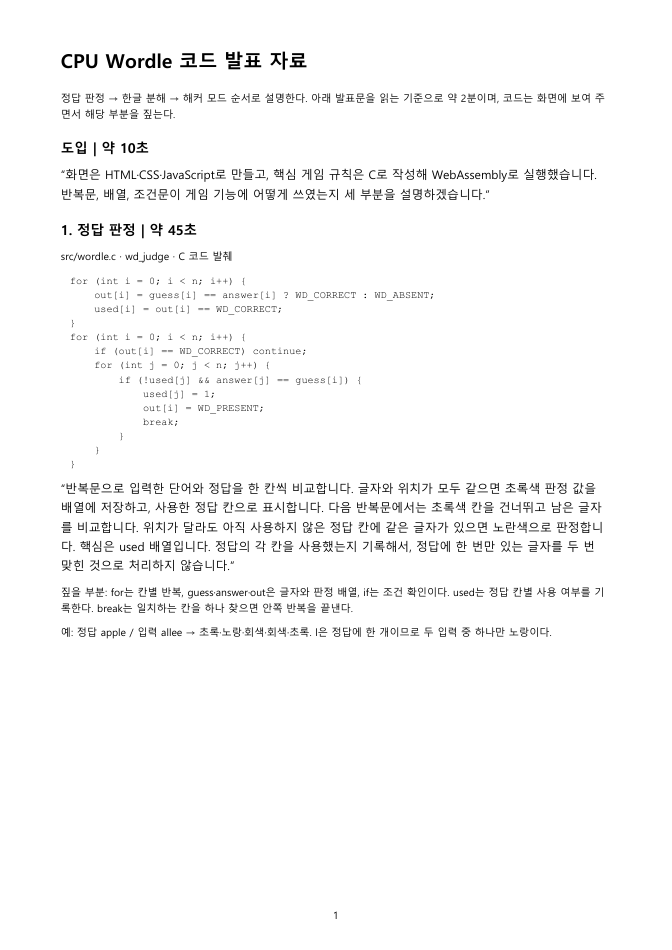 CPU Wordle 코드 발표 자료
정답 판정 → 한글 분해 → 해커 모드 순서로 설명한다. 아래 발표문을 읽는 기준으로 약 2분이며, 코드는 화면에 보여 주
면서 해당 부분을 짚는다.
도입 | 약 10초
“화면은 HTML·CSS·JavaScript로 만들고, 핵심 게임 규칙은 C로 작성해 WebAssembly로 실행했습니다.
반복문, 배열, 조건문이 게임 기능에 어떻게 쓰였는지 세 부분을 설명하겠습니다.”
1. 정답 판정 | 약 45초
src/wordle.c · wd_judge · C 코드 발췌
for (int i = 0; i < n; i++) {
    out[i] = guess[i] == answer[i] ? WD_CORRECT : WD_ABSENT;
    used[i] = out[i] == WD_CORRECT;
}
for (int i = 0; i < n; i++) {
    if (out[i] == WD_CORRECT) continue;
    for (int j = 0; j < n; j++) {
        if (!used[j] && answer[j] == guess[i]) {
            used[j] = 1;
            out[i] = WD_PRESENT;
            break;
        }
    }
}
“반복문으로 입력한 단어와 정답을 한 칸씩 비교합니다. 글자와 위치가 모두 같으면 초록색 판정 값을
배열에 저장하고, 사용한 정답 칸으로 표시합니다. 다음 반복문에서는 초록색 칸을 건너뛰고 남은 글자
를 비교합니다. 위치가 달라도 아직 사용하지 않은 정답 칸에 같은 글자가 있으면 노란색으로 판정합니
다. 핵심은 used 배열입니다. 정답의 각 칸을 사용했는지 기록해서, 정답에 한 번만 있는 글자를 두 번
맞힌 것으로 처리하지 않습니다.”
짚을 부분: for는 칸별 반복, guess·answer·out은 글자와 판정 배열, if는 조건 확인이다. used는 정답 칸별 사용 여부를 기
록한다. break는 일치하는 칸을 하나 찾으면 안쪽 반복을 끝낸다.
예: 정답 apple / 입력 allee → 초록·노랑·회색·회색·초록. l은 정답에 한 개이므로 두 입력 중 하나만 노랑이다.
1